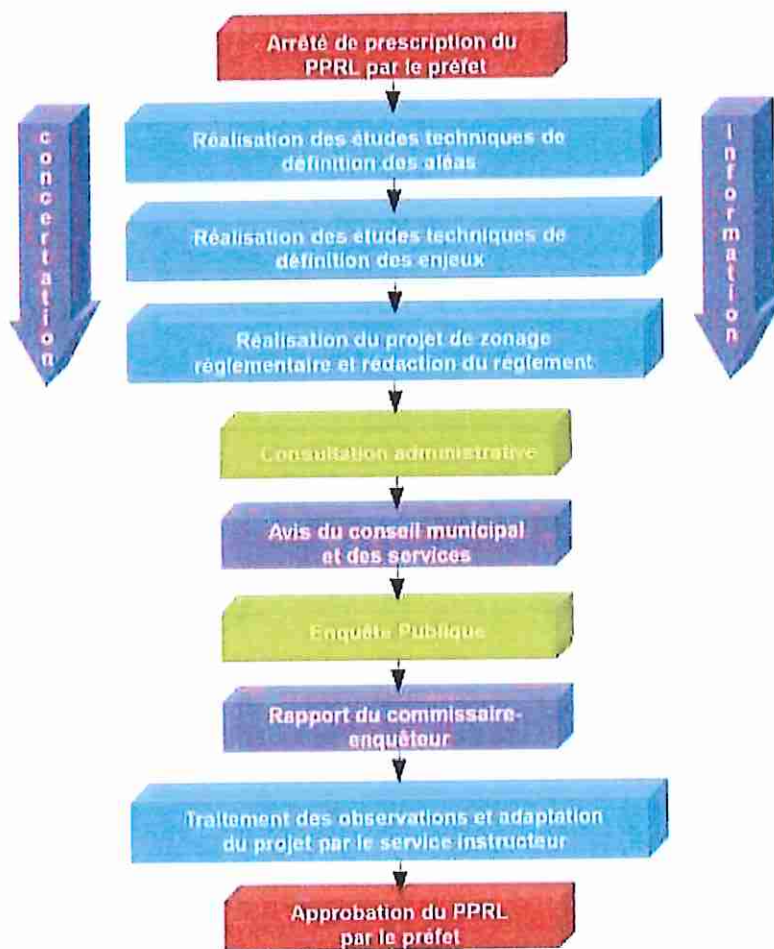 Arrêté de prescription du
PPRL par le préfet
concertation
information
Réalisation des études techniques de
définition des aléas
Réalisation des études techniques de
définition des enjeux
Réalisation du projet de zonage
réglementaire et rédaction du règlement
Consultation administrative
Avis du conseil municipal
et des services
Enquête Publique
Rapport du commissaire-
enquêteur
Traitement des observations et adaptation
du projet par le service instructeur
Approbation du PPRL
par le préfet